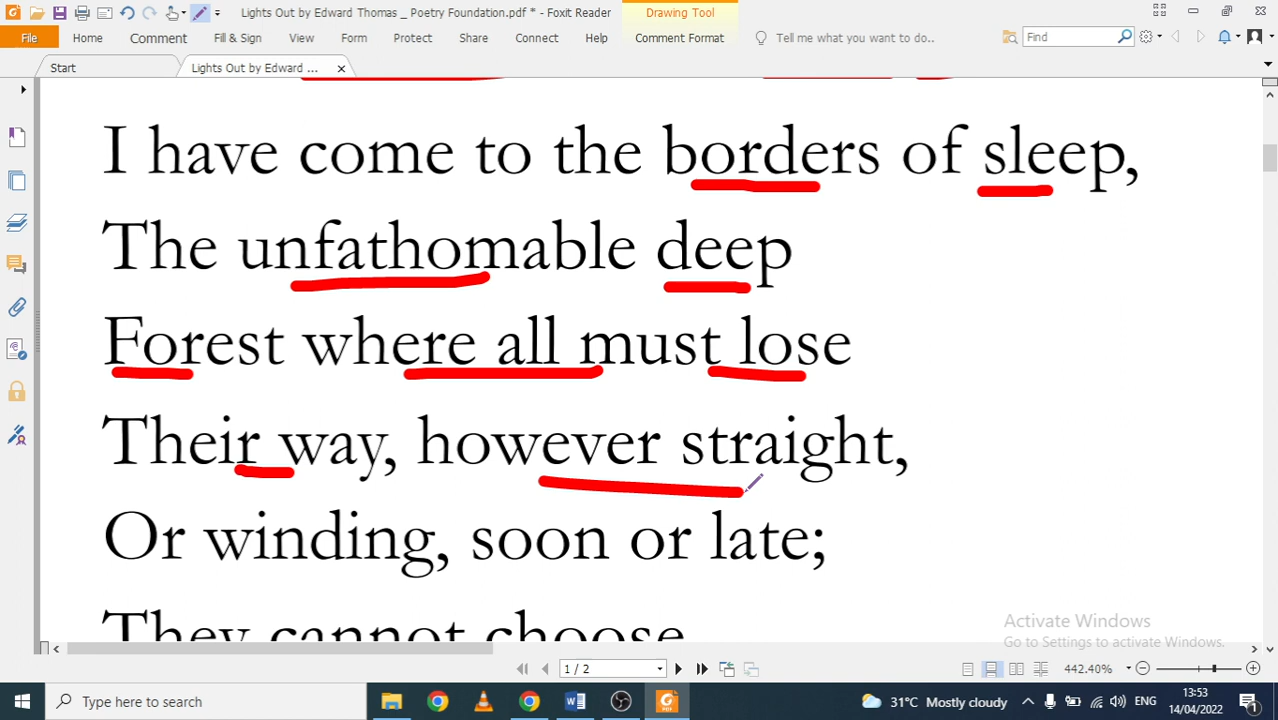 Lights Out by Edward Thomas _ Poetry Foundation.pdf * - Foxit Reader
Drawing Tool
File Home Comment Fill & Sign View Form Protect Share Connect Help Comment Format Tell me what you want to do.. Find
Start Lights Out by Edward ...
I have come to the borders of sleep,
The unfathomable deep
Forest where all must lose
Their way, however straight,
Or winding, soon or late;
They cannot choose
Activate Windows
Go to Settings to activate Windows.
1 / 2 442.40%
Type here to search 31°C Mostly cloudy ENG 13:53
14/04/2022